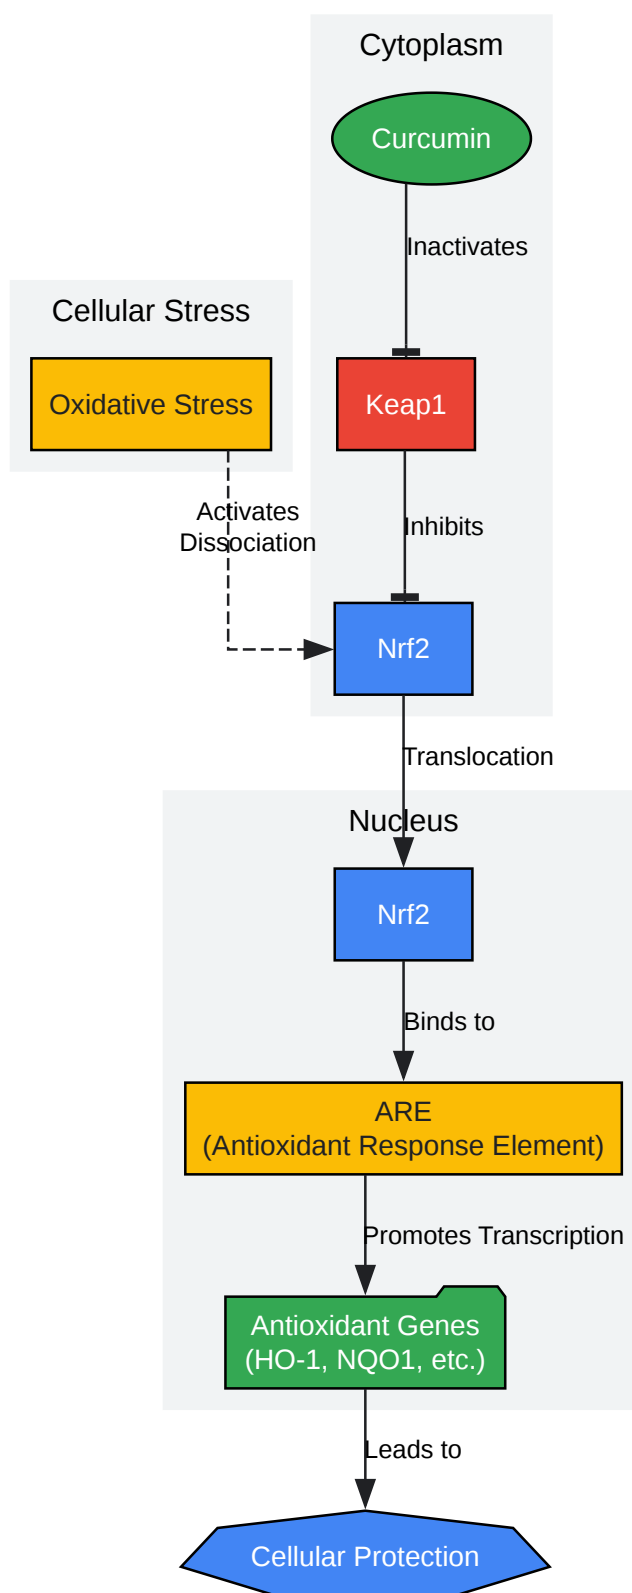 Cytoplasm
Curcumin
Inactivates
Cellular Stress
Oxidative Stress
Keap1
Activates
Dissociation
Inhibits
Nrf2
Translocation
Nucleus
Nrf2
Binds to
ARE
(Antioxidant Response Element)
Promotes Transcription
Antioxidant Genes
(HO-1, NQO1, etc.)
Leads to
Cellular Protection